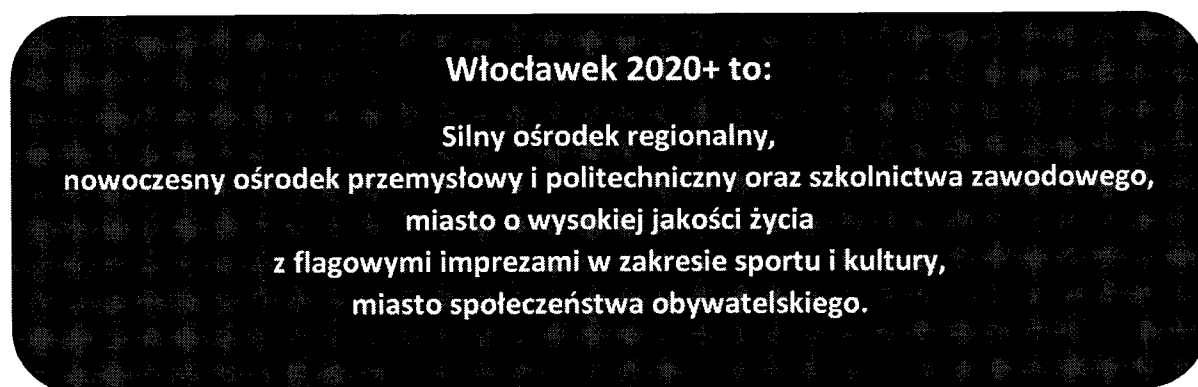 Włocławek 2020+ to:
Silny ośrodek regionalny,
nowoczesny ośrodek przemysłowy i politechniczny oraz szkolnictwa zawodowego,
miasto o wysokiej jakości życia
z flagowymi imprezami w zakresie sportu i kultury,
miasto społeczeństwa obywatelskiego.